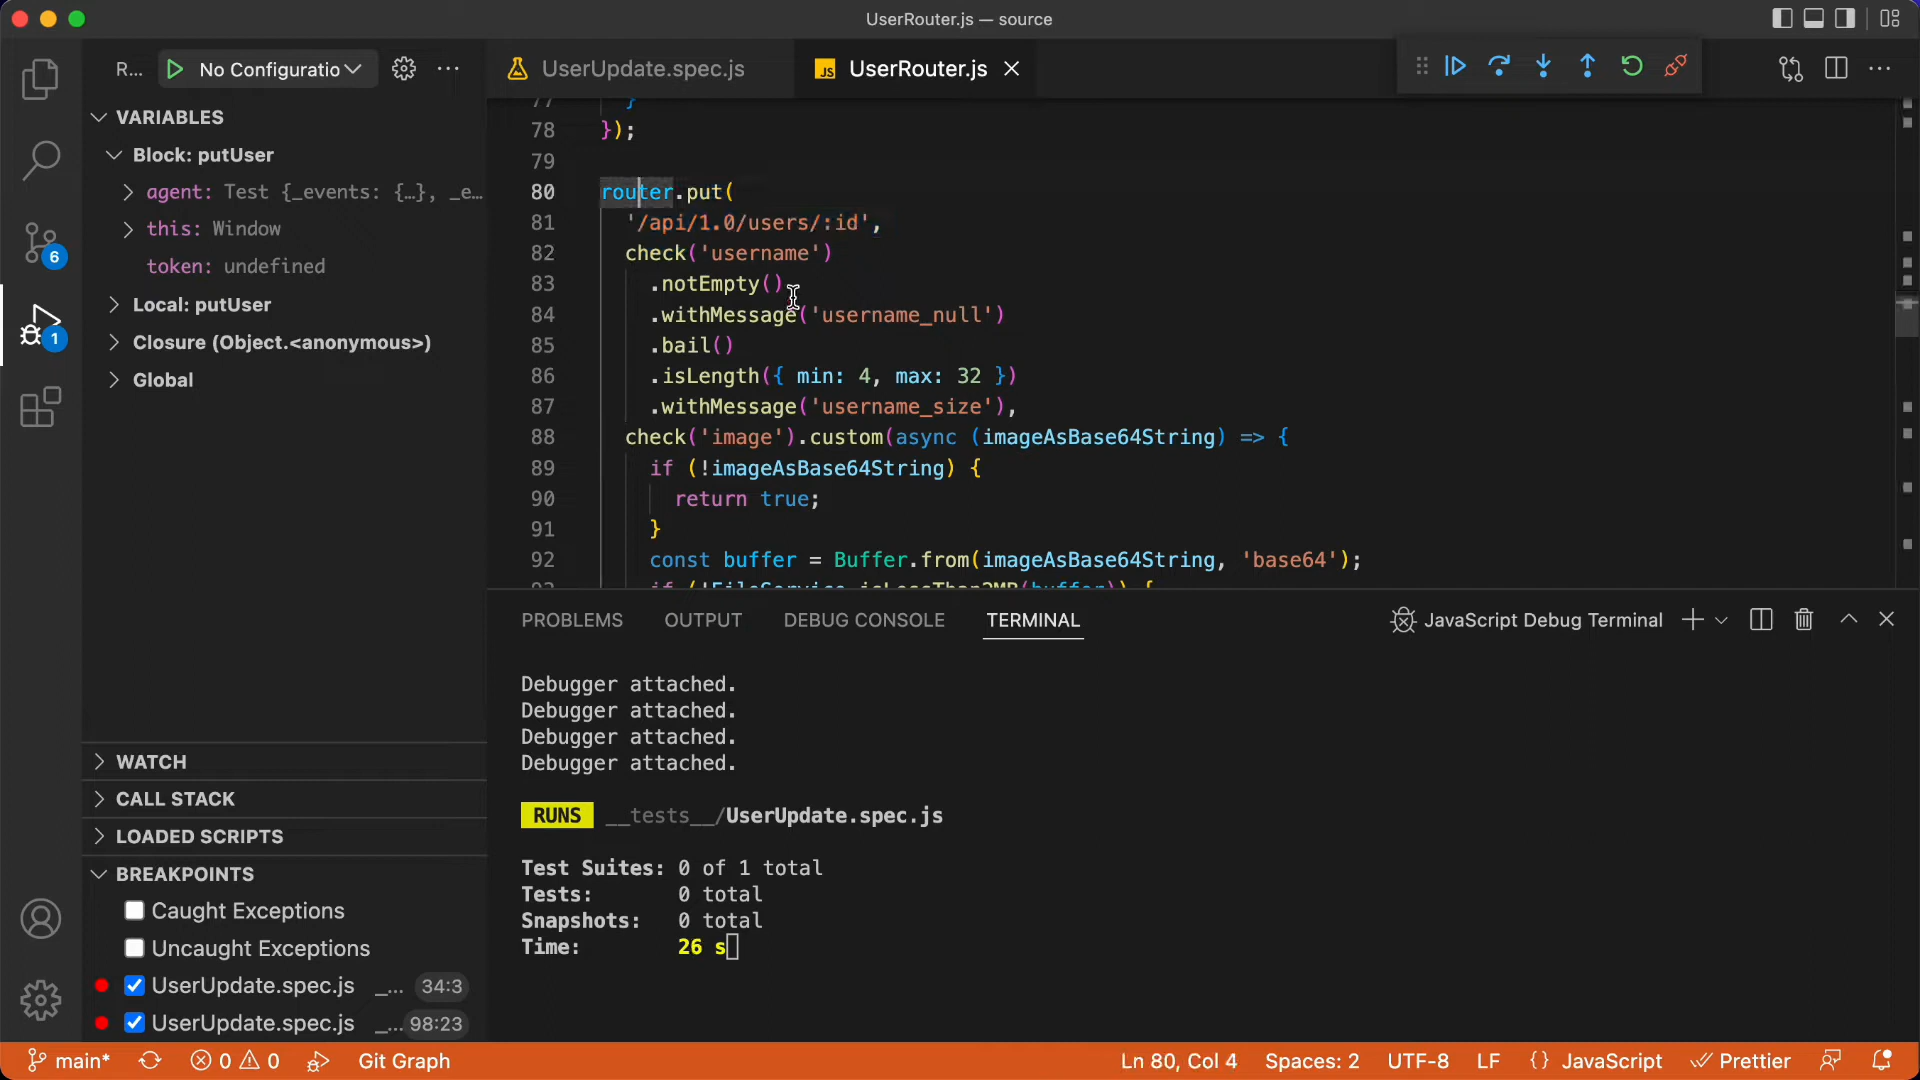 UserRouter.js — source
R... No Configuratio
UserUpdate.spec.js
JS UserRouter.js
VARIABLES
Block: putUser
agent: Test {_events: {…}, _e...
this: Window
token: undefined
Local: putUser
Closure (Object.<anonymous>)
Global
6
1
77 }
78 });
79
80 router.put(
81 '/api/1.0/users/:id',
82 check('username')
83 .notEmpty()
84 .withMessage('username_null')
85 .bail()
86 .isLength({ min: 4, max: 32 })
87 .withMessage('username_size'),
88 check('image').custom(async (imageAsBase64String) => {
89 if (!imageAsBase64String) {
90 return true;
91 }
92 const buffer = Buffer.from(imageAsBase64String, 'base64');
93 if (!FileService.isLessThan2MB(buffer)) {
PROBLEMS OUTPUT DEBUG CONSOLE TERMINAL
JavaScript Debug Terminal
Debugger attached.
Debugger attached.
Debugger attached.
Debugger attached.
RUNS __tests__/UserUpdate.spec.js
Test Suites: 0 of 1 total
Tests: 0 total
Snapshots: 0 total
Time: 26 s
WATCH
CALL STACK
LOADED SCRIPTS
BREAKPOINTS
Caught Exceptions
Uncaught Exceptions
UserUpdate.spec.js _... 34:3
UserUpdate.spec.js _... 98:23
main* 0 0 Git Graph
Ln 80, Col 4 Spaces: 2 UTF-8 LF {} JavaScript Prettier